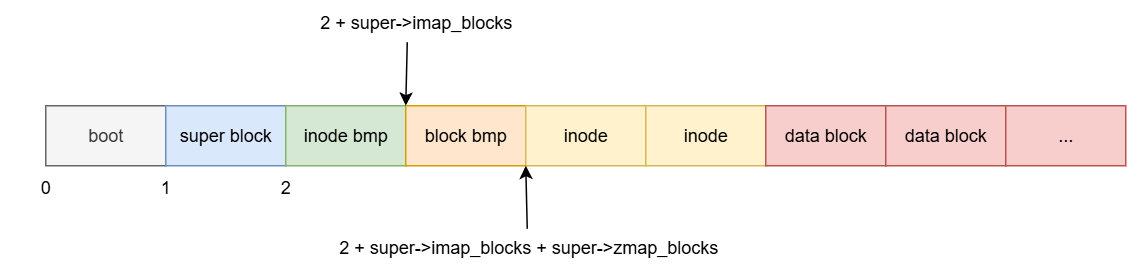 2 + super->imap_blocks
boot super block inode bmp block bmp inode inode data block data block ...
0 1 2
2 + super->imap_blocks + super->zmap_blocks